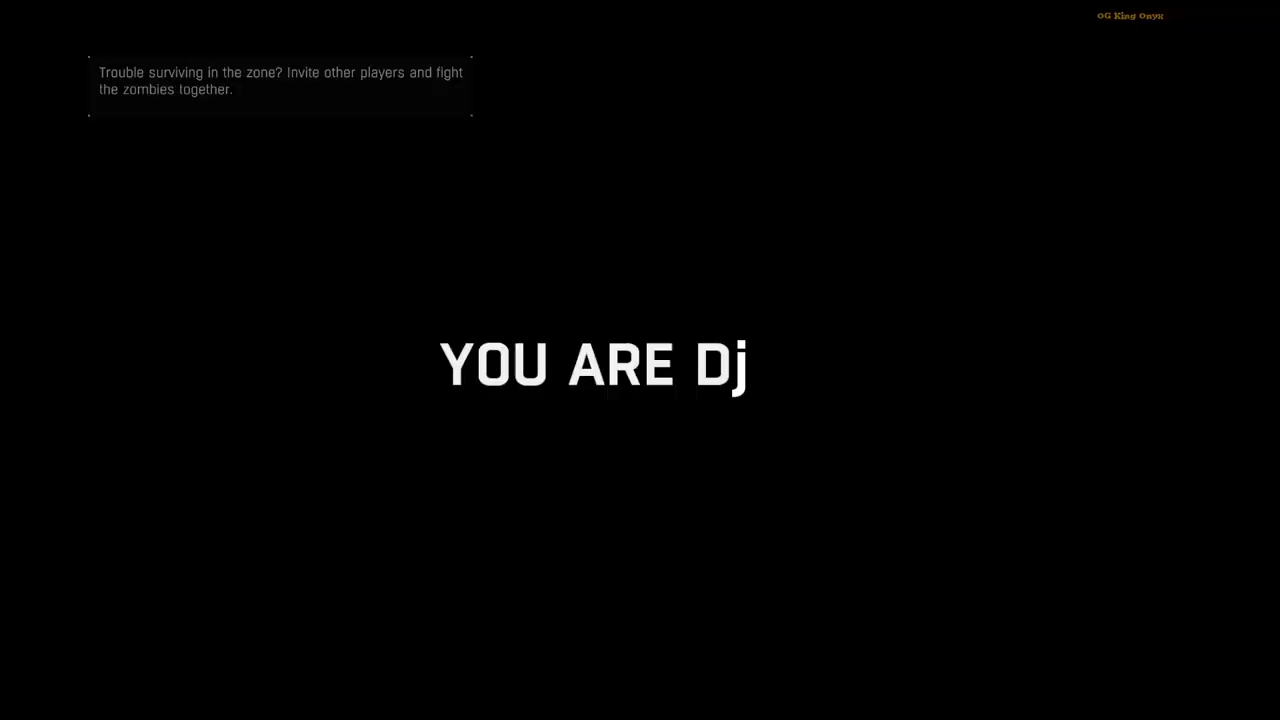 OG King Onyx
Trouble surviving in the zone? Invite other players and fight
the zombies together.
YOU ARE Dj